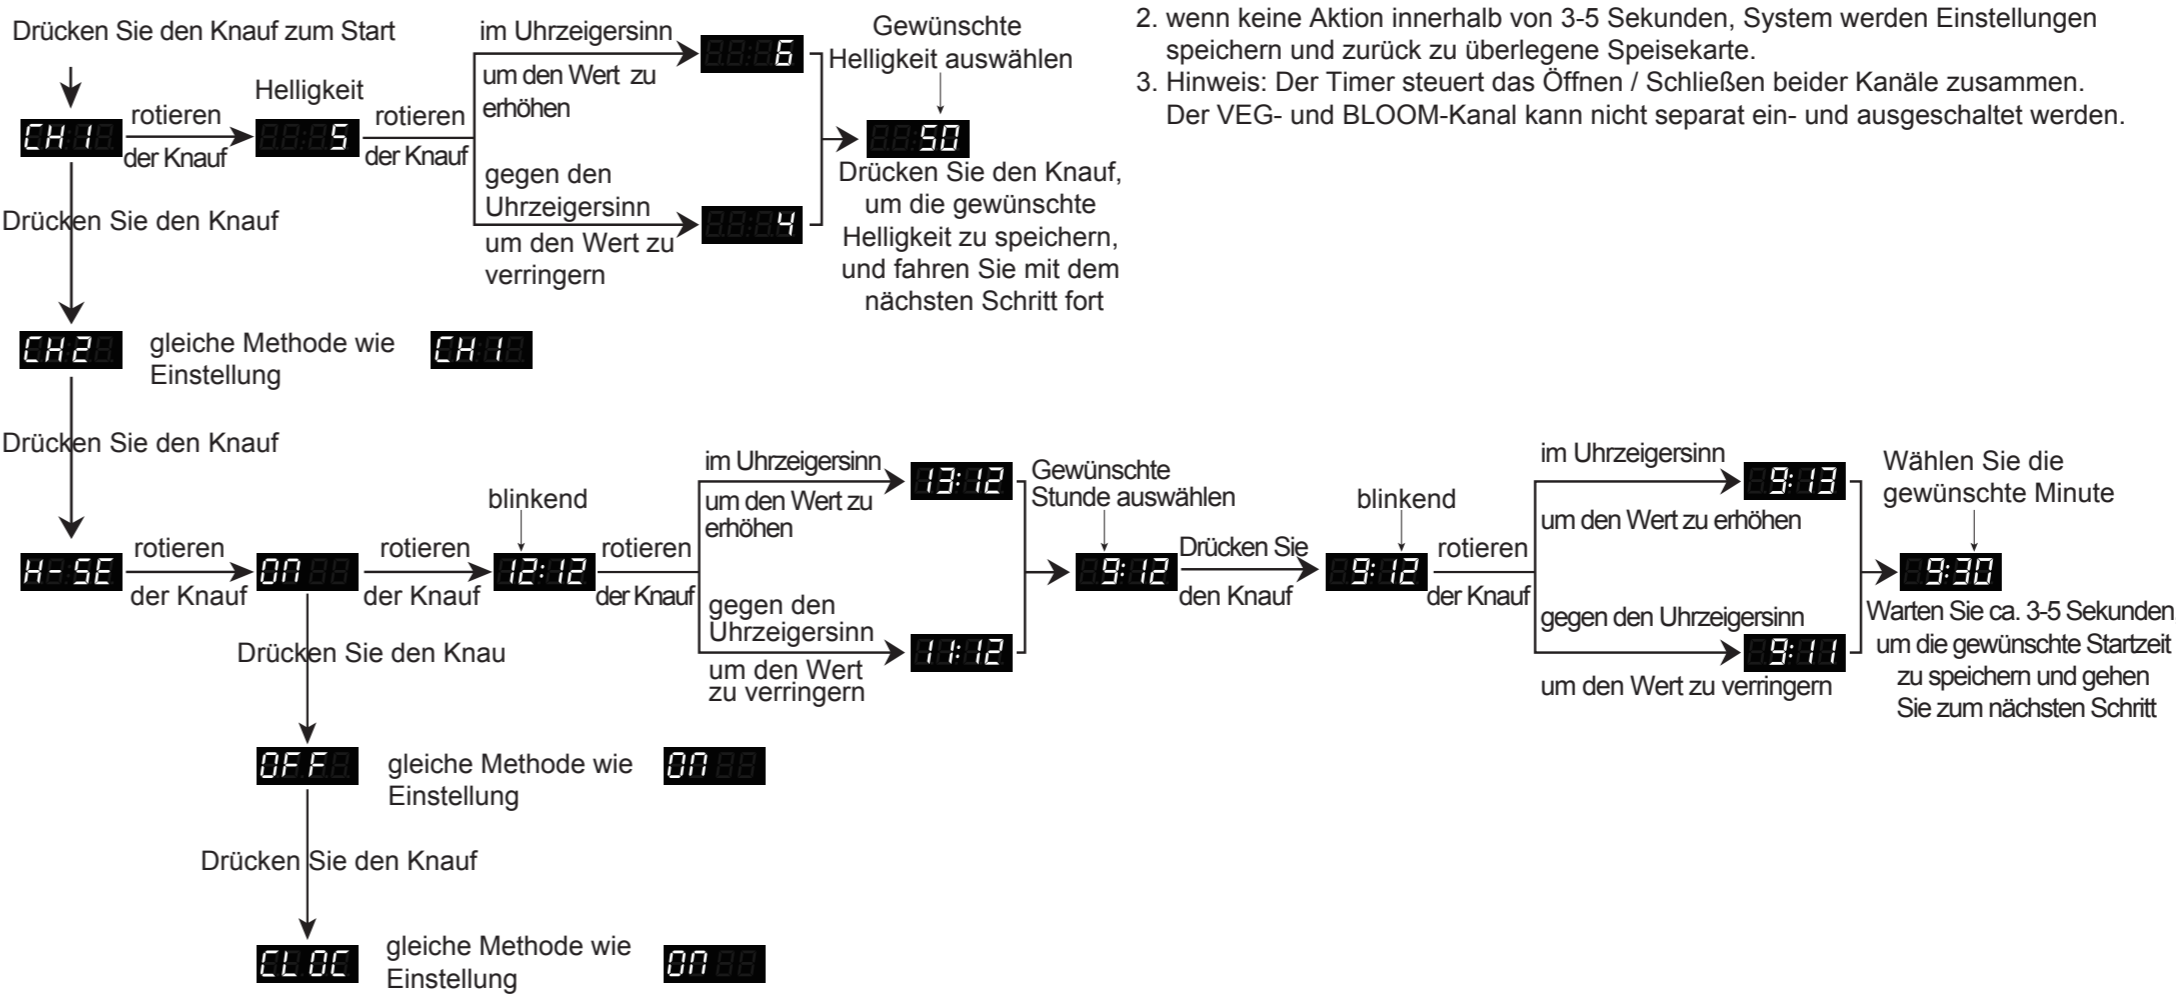 Drücken Sie den Knauf zum Start
im Uhrzeigersinn
um den Wert zu
erhöhen
6
Gewünschte
Helligkeit auswählen
2. wenn keine Aktion innerhalb von 3-5 Sekunden, System werden Einstellungen
speichern und zurück zu überlegene Speisekarte.
3. Hinweis: Der Timer steuert das Öffnen / Schließen beider Kanäle zusammen.
Der VEG- und BLOOM-Kanal kann nicht separat ein- und ausgeschaltet werden.
CH1
rotieren
der Knauf
Helligkeit
5
rotieren
der Knauf
50
gegen den
Uhrzeigersinn
um den Wert zu
verringern
4
Drücken Sie den Knauf,
um die gewünschte
Helligkeit zu speichern,
und fahren Sie mit dem
nächsten Schritt fort
Drücken Sie den Knauf
CH2
gleiche Methode wie
Einstellung
CH1
Drücken Sie den Knauf
H-SE
rotieren
der Knauf
ON
rotieren
der Knauf
blinkend
12:12
rotieren
der Knauf
im Uhrzeigersinn
um den Wert zu
erhöhen
13:12
gegen den
Uhrzeigersinn
um den Wert
zu verringern
11:12
Gewünschte
Stunde auswählen
9:12
Drücken Sie
den Knauf
blinkend
9:12
rotieren
der Knauf
im Uhrzeigersinn
um den Wert zu erhöhen
9:13
gegen den Uhrzeigersinn
um den Wert zu verringern
9:11
Wählen Sie die
gewünschte Minute
9:30
Warten Sie ca. 3-5 Sekunden
um die gewünschte Startzeit
zu speichern und gehen
Sie zum nächsten Schritt
Drücken Sie den Knau
OFF
gleiche Methode wie
Einstellung
ON
Drücken Sie den Knauf
CLOC
gleiche Methode wie
Einstellung
ON